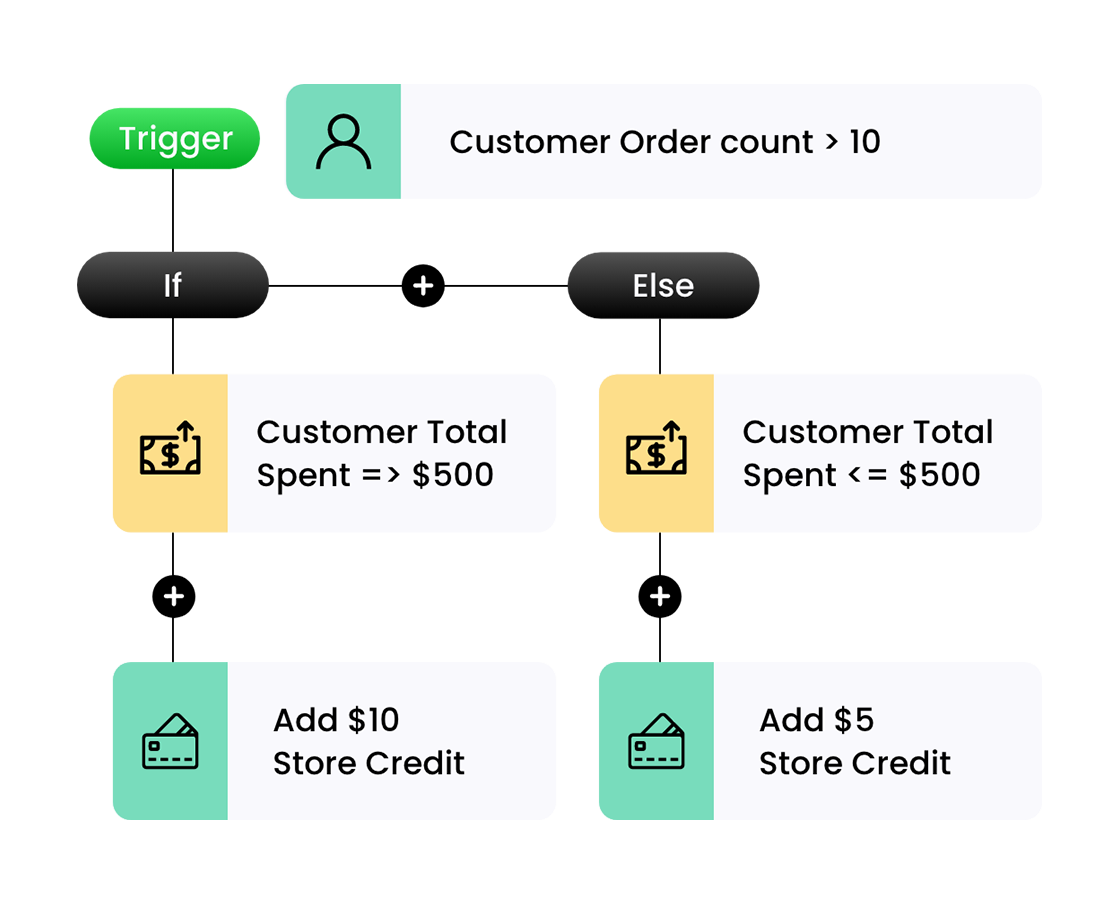 Trigger
Customer Order count > 10
If
Else
Customer Total
Spent => $500
Customer Total
Spent <= $500
Add $10
Store Credit
Add $5
Store Credit